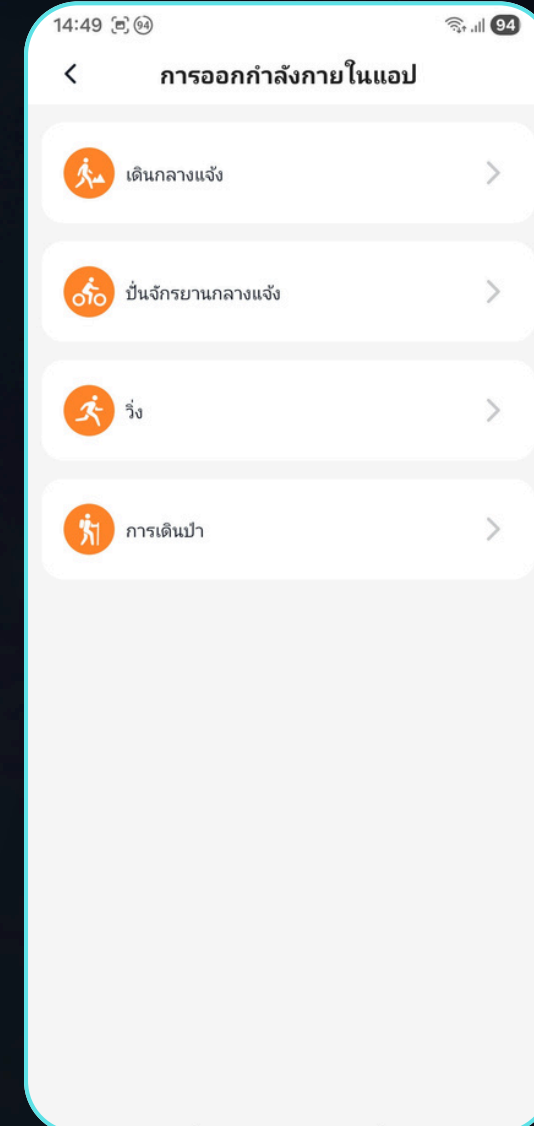 14:49 94 94
การออกกำลังกายในแอป
เดินกลางแจ้ง
ปั่นจักรยานกลางแจ้ง
วิ่ง
การเดินป่า